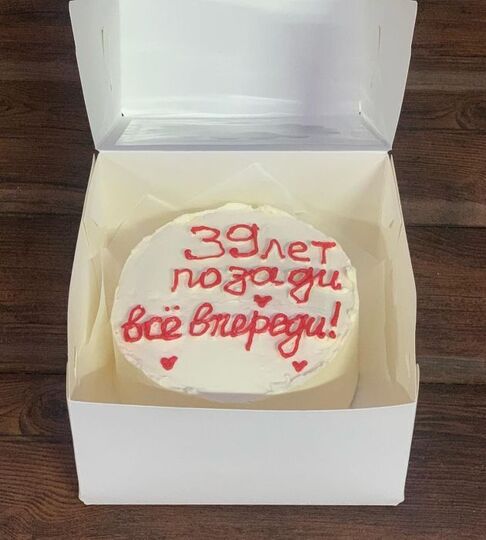 39 лет
позади
всё впереди!